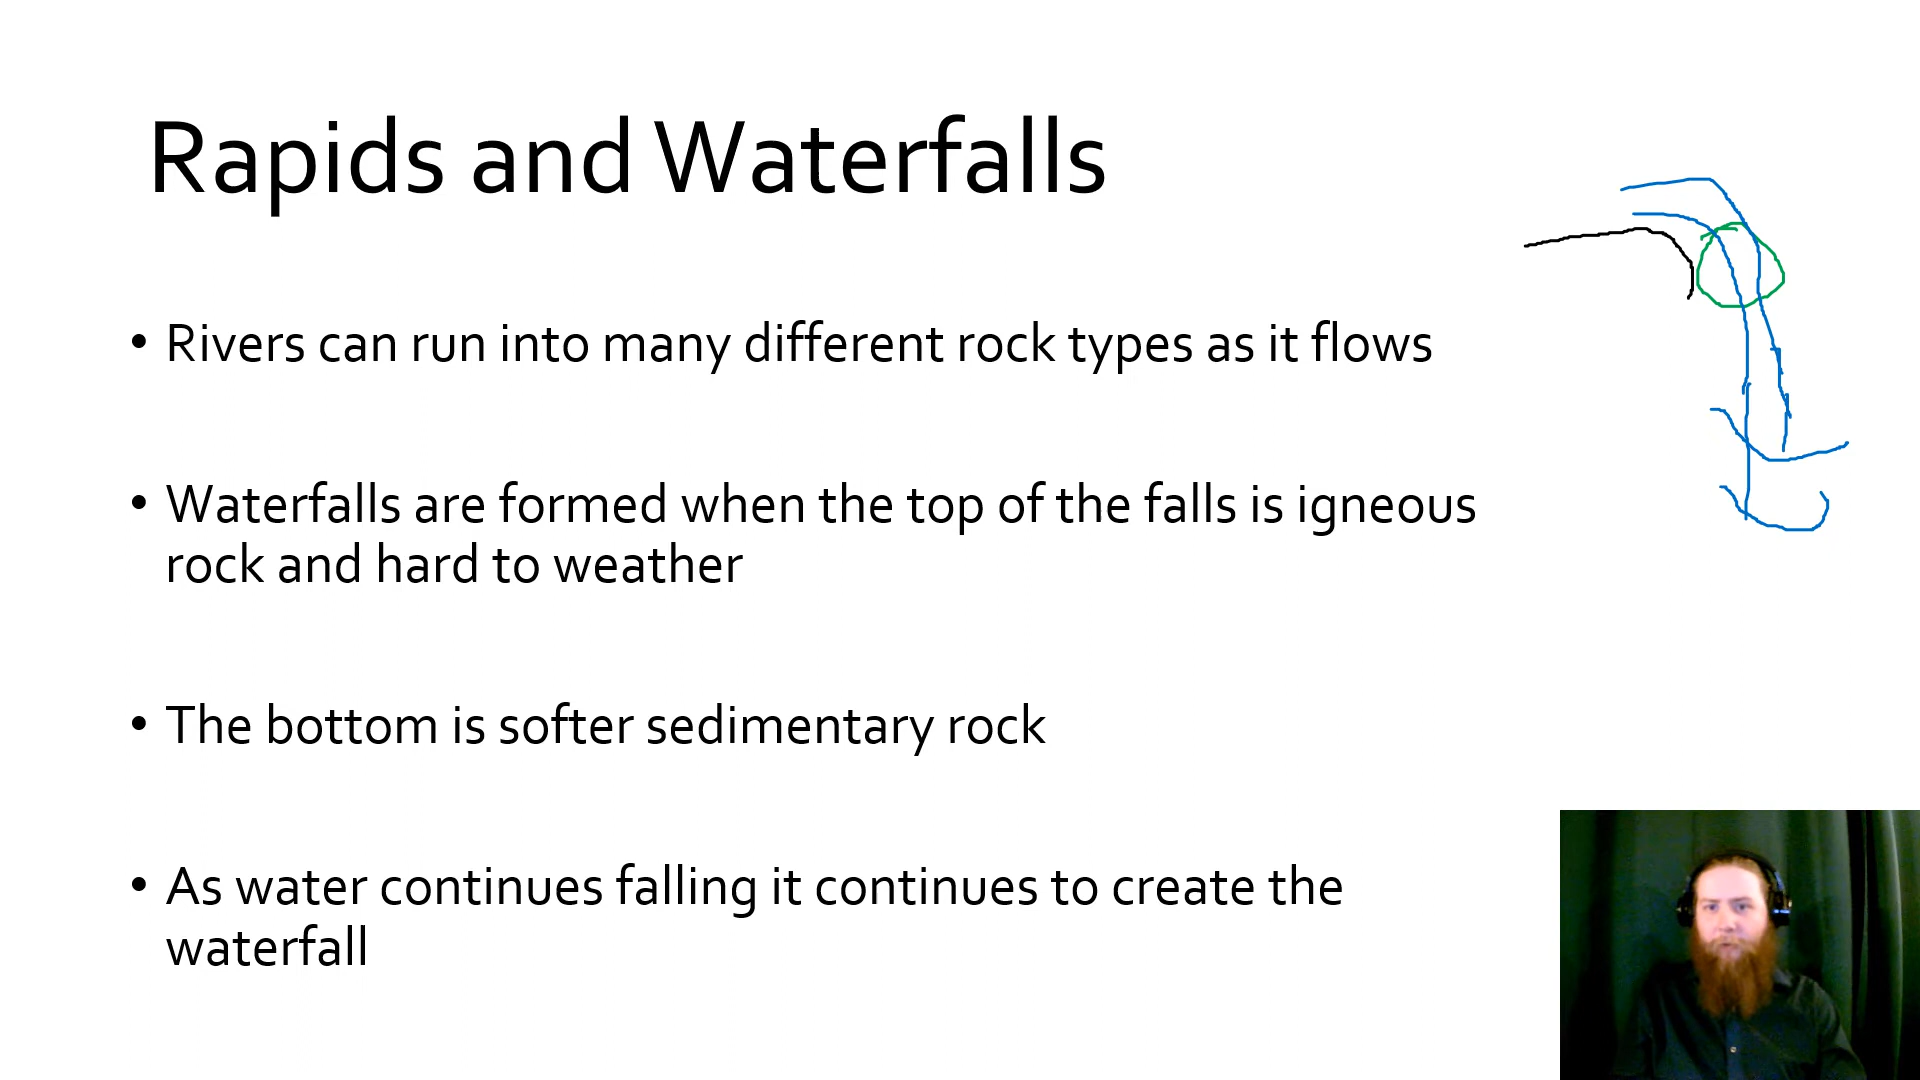 Rapids and Waterfalls
• Rivers can run into many different rock types as it flows
• Waterfalls are formed when the top of the falls is igneous
rock and hard to weather
• The bottom is softer sedimentary rock
• As water continues falling it continues to create the
waterfall